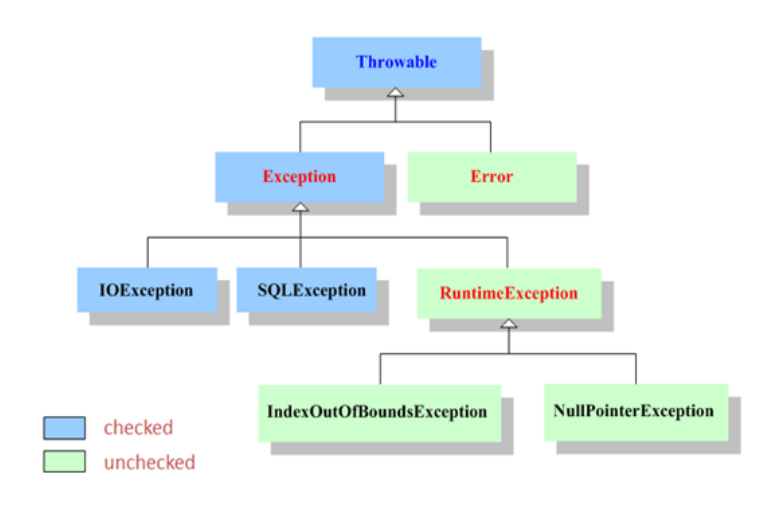 Throwable
Exception
Error
IOException
SQLException
RuntimeException
IndexOutOfBoundsException
NullPointerException
checked
unchecked